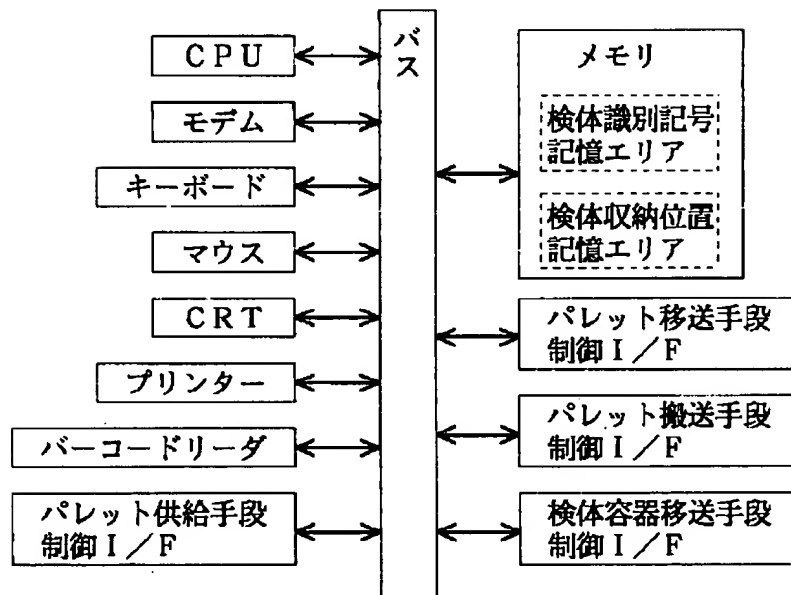 CPU
モデム
キーボード
マウス
CRT
プリンター
バーコードリーダ
パレット供給手段
制御I/F
バス
メモリ
検体識別記号
記憶エリア
検体収納位置
記憶エリア
パレット移送手段
制御I/F
パレット搬送手段
制御I/F
検体容器移送手段
制御I/F